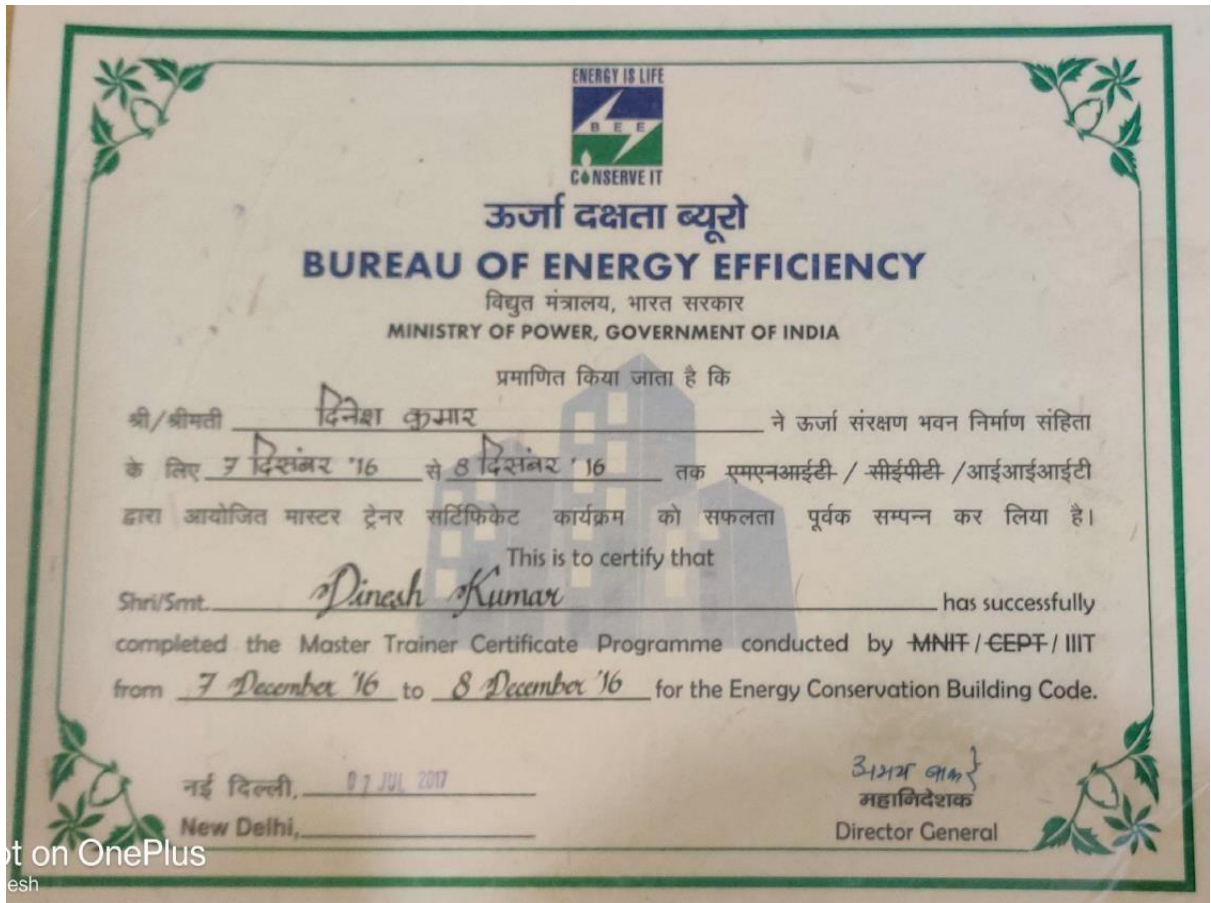 ENERGY IS LIFE
BEE
CONSERVE IT
ऊर्जा दक्षता ब्यूरो
BUREAU OF ENERGY EFFICIENCY
विद्युत मंत्रालय, भारत सरकार
MINISTRY OF POWER, GOVERNMENT OF INDIA
प्रमाणित किया जाता है कि
श्री/श्रीमती दिनेश कुमार ने ऊर्जा संरक्षण भवन निर्माण संहिता
के लिए 7 दिसंबर '16 से 8 दिसंबर '16 तक एमएनआईटी / सीईपीटी /आईआईआईटी
द्वारा आयोजित मास्टर ट्रेनर सर्टिफिकेट कार्यक्रम को सफलता पूर्वक सम्पन्न कर लिया है।
This is to certify that
Shri/Smt. Dinesh Kumar has successfully
completed the Master Trainer Certificate Programme conducted by MNIT / CEPT / IIIT
from 7 December '16 to 8 December '16 for the Energy Conservation Building Code.
नई दिल्ली, 07 JUL 2017
New Delhi,
अभय बाकरे
महानिदेशक
Director General
ot on OnePlus
esh